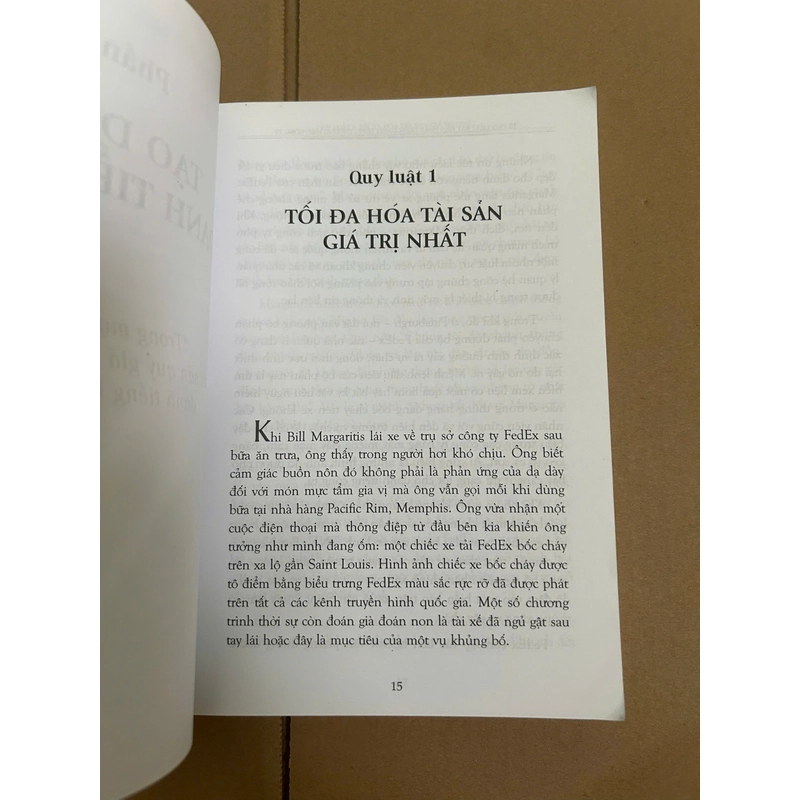 Phần
TẠO D
ANH TIẾ
Quy luật 1
TỐI ĐA HÓA TÀI SẢN
GIÁ TRỊ NHẤT
Khi Bill Margaritis lái xe về trụ sở công ty FedEx sau
bữa ăn trưa, ông thấy trong người hơi khó chịu. Ông biết
cảm giác buồn nôn đó không phải là phản ứng của dạ dày
đối với món mực tẩm gia vị mà ông vẫn gọi mỗi khi dùng
bữa tại nhà hàng Pacific Rim, Memphis. Ông vừa nhận một
cuộc điện thoại mà thông điệp từ đầu bên kia khiến ông
tưởng như mình đang ốm: một chiếc xe tải FedEx bốc cháy
trên xa lộ gần Saint Louis. Hình ảnh chiếc xe bốc cháy được
tô điểm bằng biểu trưng FedEx màu sắc rực rỡ đã được phát
trên tất cả các kênh truyền hình quốc gia. Một số chương
trình thời sự còn đoán già đoán non là tài xế đã ngủ gật sau
tay lái hoặc đây là mục tiêu của một vụ khủng bố.
15